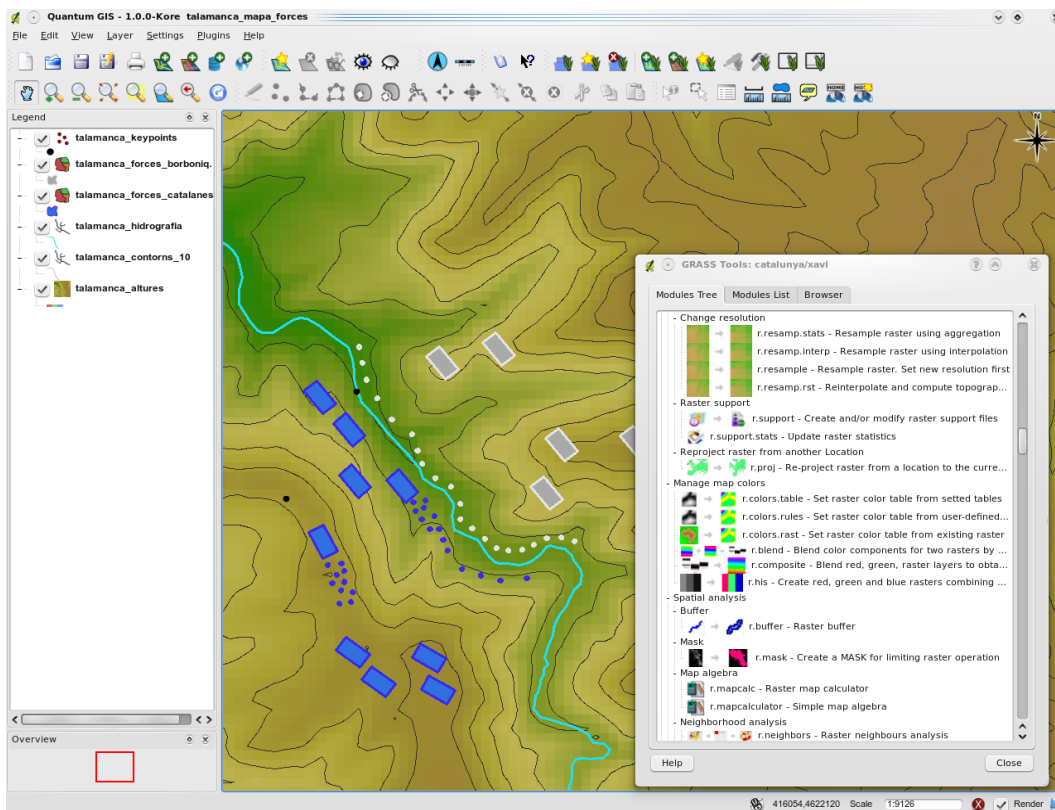 Quantum GIS - 1.0.0-Kore talamanca_mapa_forces
File Edit View Layer Settings Plugins Help
Legend
talamanca_keypoints
talamanca_forces_borboniq.
talamanca_forces_catalanes
talamanca_hidrografia
talamanca_contorns_10
talamanca_altures
Overview
N
GRASS Tools: catalunya/xavi
Modules Tree Modules List Browser
- Change resolution
r.resamp.stats - Resample raster using aggregation
r.resamp.interp - Resample raster using interpolation
r.resample - Resample raster. Set new resolution first
r.resamp.rst - Reinterpolate and compute topograp...
- Raster support
r.support - Create and/or modify raster support files
r.support.stats - Update raster statistics
- Reproject raster from another Location
r.proj - Re-project raster from a location to the curre...
- Manage map colors
r.colors.table - Set raster color table from setted tables
r.colors.rules - Set raster color table from user-defined...
r.colors.rast - Set raster color table from existing raster
r.blend - Blend color components for two rasters by ...
r.composite - Blend red, green, raster layers to obta...
r.his - Create red, green and blue rasters combining ...
- Spatial analysis
- Buffer
r.buffer - Raster buffer
- Mask
r.mask - Create a MASK for limiting raster operation
- Map algebra
r.mapcalc - Raster map calculator
r.mapcalculator - Simple map algebra
- Neighborhood analysis
r.neighbors - Raster neighbours analysis
Help Close
416054,4622120 Scale 1:9126 Render